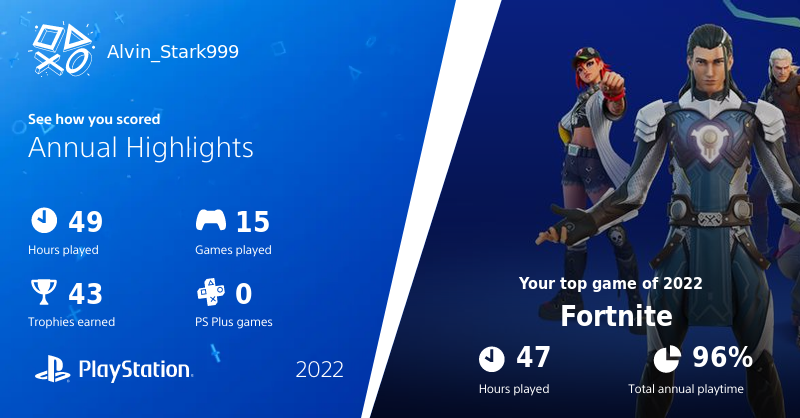 Alvin_Stark999
See how you scored
Annual Highlights
49
Hours played
15
Games played
43
Trophies earned
0
PS Plus games
PlayStation
2022
Your top game of 2022
Fortnite
47
Hours played
96%
Total annual playtime